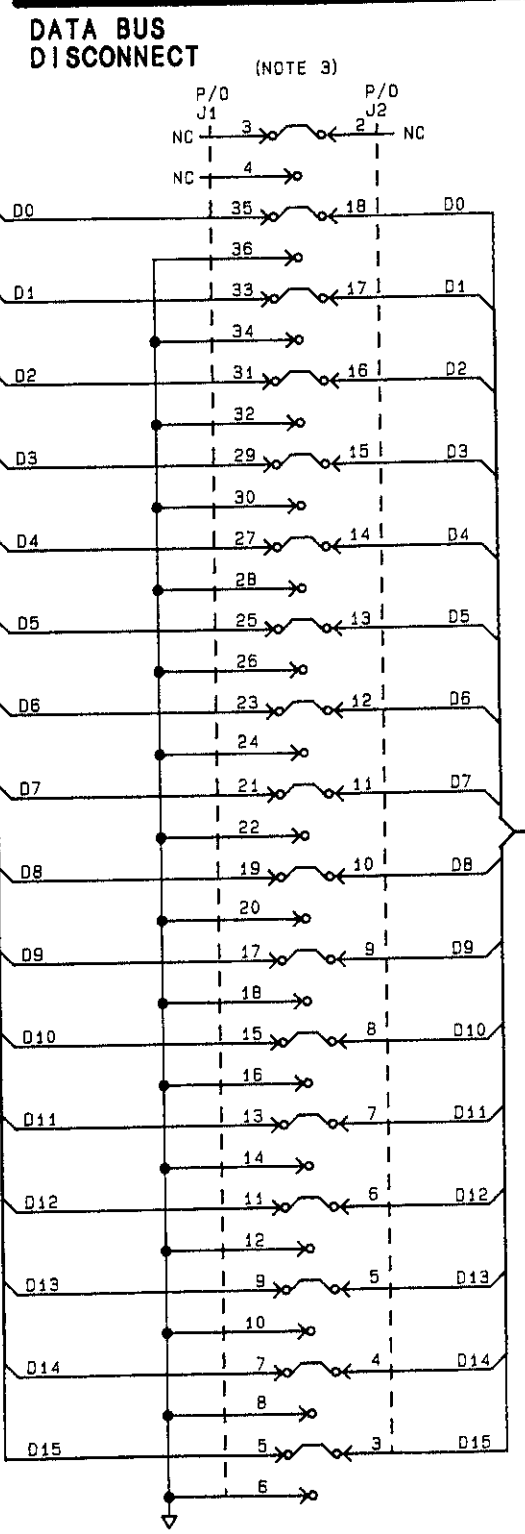 DATA BUS
DISCONNECT
(NOTE 3)
P/O
J1
P/O
J2
NC 3 2 NC
NC 4
D0 35 18 D0
36
D1 33 17 D1
34
D2 31 16 D2
32
D3 29 15 D3
30
D4 27 14 D4
28
D5 25 13 D5
26
D6 23 12 D6
24
D7 21 11 D7
22
D8 19 10 D8
20
D9 17 9 D9
18
D10 15 8 D10
16
D11 13 7 D11
14
D12 11 6 D12
12
D13 9 5 D13
10
D14 7 4 D14
8
D15 5 3 D15
6